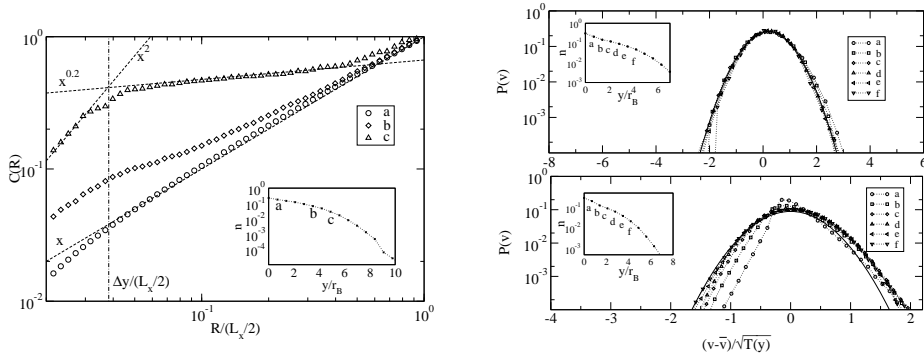 10^0
x^2
x^0.2
C(R)
a
b
c
10^-1
x
10^0
10^-1
10^-2
10^-3
10^-4
n
a
b
c
0 2 4 6 8 10
y/r_B
Δy/(L_x/2)
10^-2
10^-1
10^0
R/(L_x/2)
10^0
10^-1
10^-3
P(v)
10^0
10^-1
10^-2
10^-3
n
a b c d e f
0 2 4 6
y/r_B
a
b
c
d
e
f
-8 -6 -4 -2 0 2 4 6
10^0
10^-1
10^-2
10^-3
10^-4
P(v)
10^0
10^-1
10^-3
n
a b c d e f
0 2 4 6 8
y/r_B
a
b
c
d
e
f
-4 -3 -2 -1 0 1 2
(v-v̅)/√T(y)